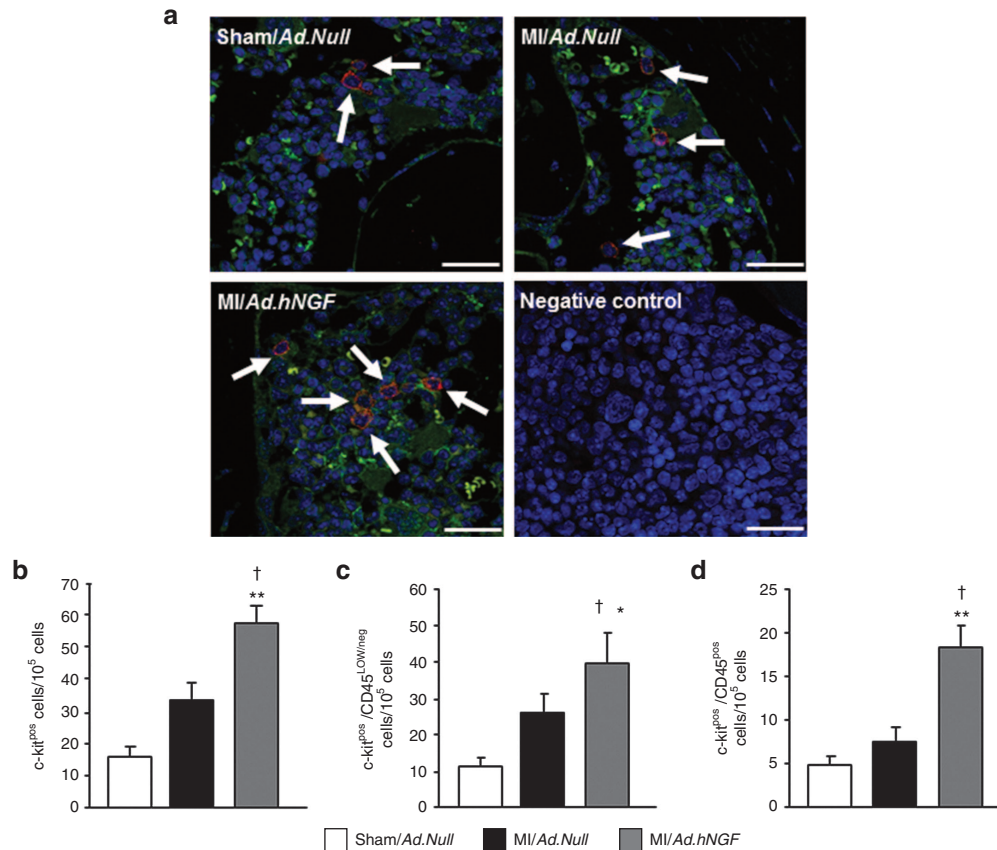 a
Sham/Ad.Null
MI/Ad.Null
MI/Ad.hNGF
Negative control
b
c-kitᵖᵒˢ cells/10⁵ cells
70
60
50
40
30
20
10
0
†
**
c
c-kitᵖᵒˢ /CD45ᴸᴼᵂ/ⁿᵉᵍ
cells/10⁵ cells
60
50
40
30
20
10
0
† *
d
c-kitᵖᵒˢ /CD45ᵖᵒˢ
cells/10⁵ cells
25
20
15
10
5
0
†
**
Sham/Ad.Null MI/Ad.Null MI/Ad.hNGF